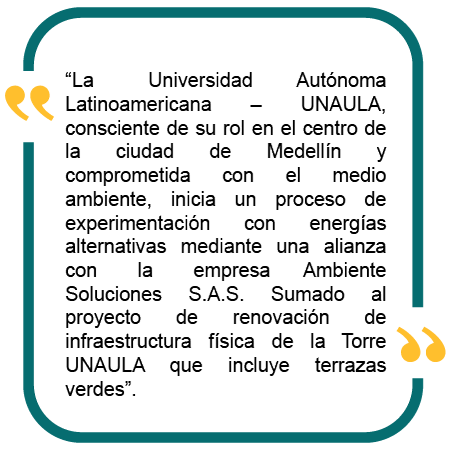 “La Universidad Autónoma
Latinoamericana – UNAULA,
consciente de su rol en el centro de
la ciudad de Medellín y
comprometida con el medio
ambiente, inicia un proceso de
experimentación con energías
alternativas mediante una alianza
con la empresa Ambiente
Soluciones S.A.S. Sumado al
proyecto de renovación de
infraestructura física de la Torre
UNAULA que incluye terrazas
verdes”.